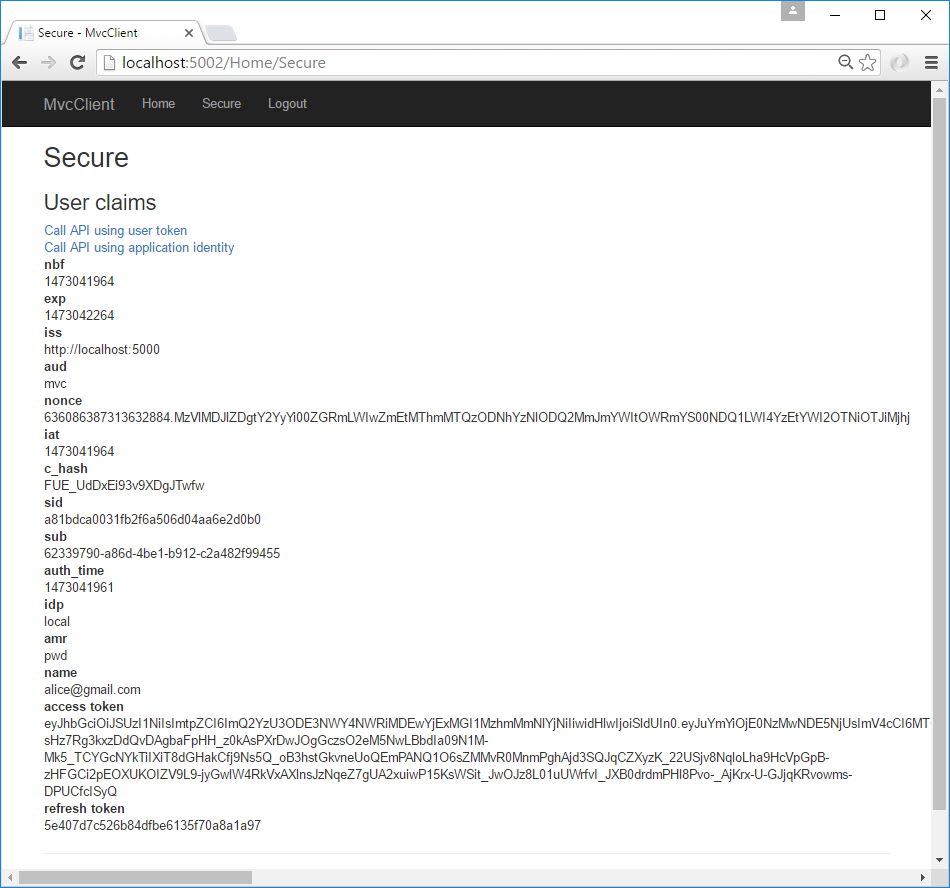 Secure - MvcClient
localhost:5002/Home/Secure
MvcClient Home Secure Logout
Secure
User claims
Call API using user token
Call API using application identity
nbf
1473041964
exp
1473042264
iss
http://localhost:5000
aud
mvc
nonce
636086387313632884.MzVlMDJlZDgtY2YyYi00ZGRmLWIwZmEtMThmMTQzODNhYzNlODQ2MmJmYWItOWRmYS00NDQ1LWI4YzEtYWI2OTNiOTJiMjhj
iat
1473041964
c_hash
FUE_UdDxEi93v9XDgJTwfw
sid
a81bdca0031fb2f6a506d04aa6e2d0b0
sub
62339790-a86d-4be1-b912-c2a482f99455
auth_time
1473041961
idp
local
amr
pwd
name
alice@gmail.com
access token
eyJhbGciOiJSUzI1NiIsImtpZCI6ImQ2YzU3ODE3NWY4NWRiMDEwYjExMGI1MzhmMmNlYjNiIiwidHlwIjoiSldUIn0.eyJuYmYiOjE0NzMwNDE5NjUsImV4cCI6MT
sHz7Rg3kxzDdQvDAgbaFpHH_z0kAsPXrDwJOgGczsO2eM5NwLBbdIa09N1M-
Mk5_TCYGcNYkTiIXiT8dGHakCfj9Ns5Q_oB3hstGkvneUoQEmPANQ1O6sZMMvR0MnmPghAjd3SQJqCZXyzK_22USjv8NqIoLha9HcVpGpB-
zHFGCi2pEOXUKOIZV9L9-jyGwIW4RkVxAXInsJzNqeZ7gUA2xuiwP15KsWSit_JwOJz8L01uUWrfvI_JXB0drdmPHI8Pvo-_AjKrx-U-GJjqKRvowms-
DPUCfcISyQ
refresh token
5e407d7c526b84dfbe6135f70a8a1a97